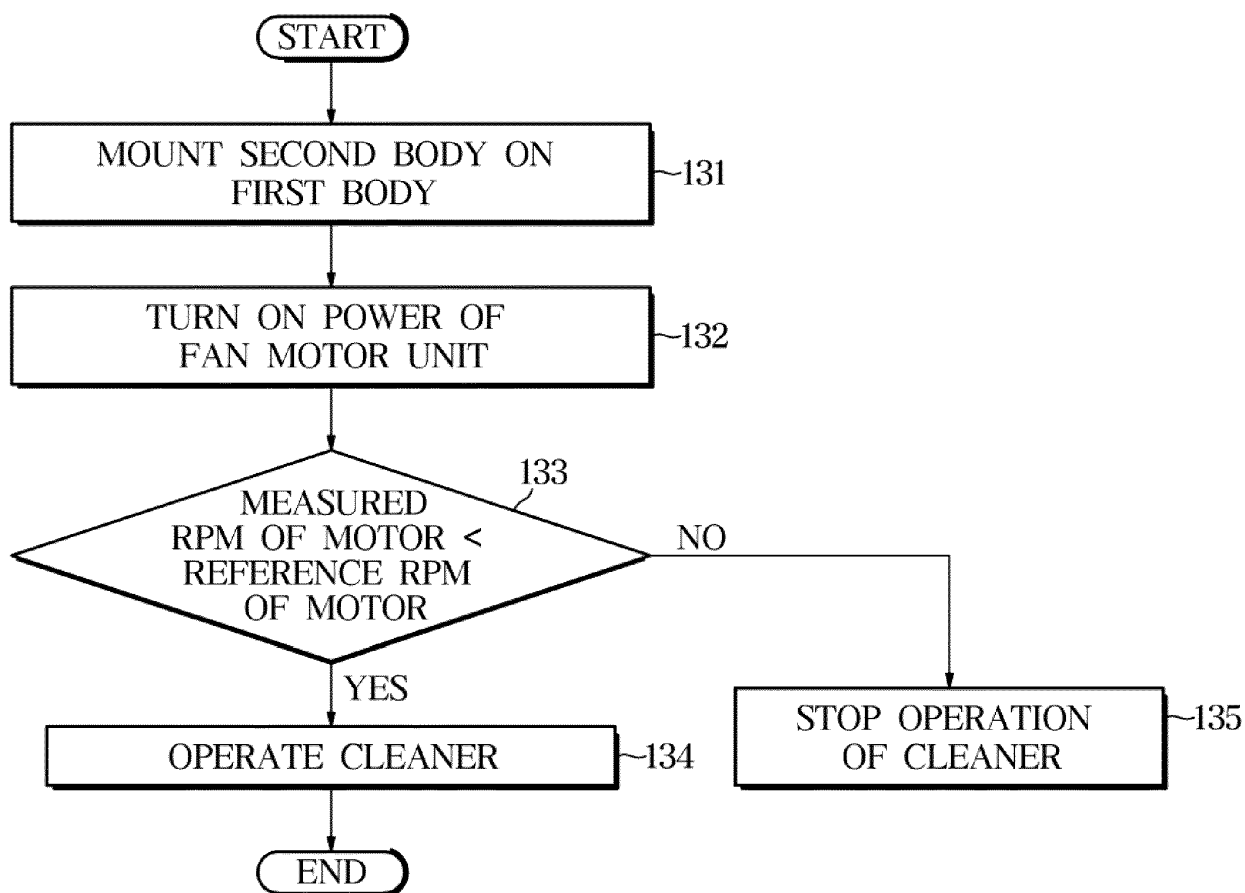 START
MOUNT SECOND BODY ON
FIRST BODY
131
TURN ON POWER OF
FAN MOTOR UNIT
132
133
MEASURED
RPM OF MOTOR <
REFERENCE RPM
OF MOTOR
NO
YES
STOP OPERATION
OF CLEANER
135
OPERATE CLEANER
134
END